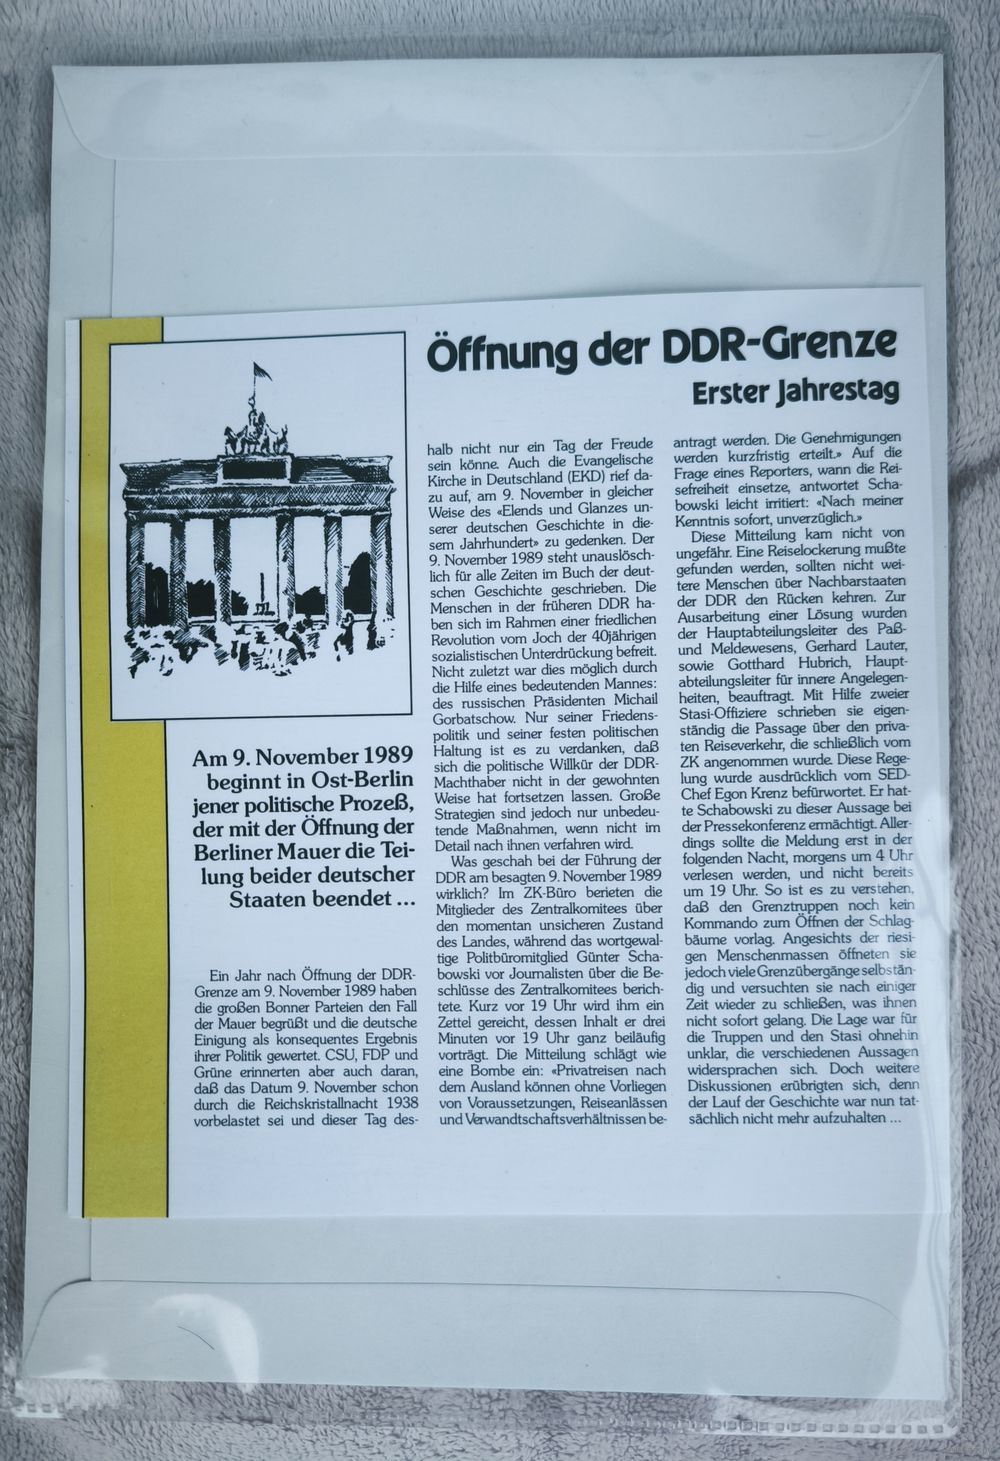 Öffnung der DDR-Grenze
Erster Jahrestag
Am 9. November 1989
beginnt in Ost-Berlin
jener politische Prozeß,
der mit der Öffnung der
Berliner Mauer die Tei-
lung beider deutscher
Staaten beendet ...
Ein Jahr nach Öffnung der DDR-
Grenze am 9. November 1989 haben
die großen Bonner Parteien den Fall
der Mauer begrüßt und die deutsche
Einigung als konsequentes Ergebnis
ihrer Politik gewertet. CSU, FDP und
Grüne erinnerten aber auch daran,
daß das Datum 9. November schon
durch die Reichskristallnacht 1938
vorbelastet sei und dieser Tag des-
halb nicht nur ein Tag der Freude
sein könne. Auch die Evangelische
Kirche in Deutschland (EKD) rief da-
zu auf, am 9. November in gleicher
Weise des «Elends und Glanzes un-
serer deutschen Geschichte in die-
sem Jahrhundert» zu gedenken. Der
9. November 1989 steht unauslösch-
lich für alle Zeiten im Buch der deut-
schen Geschichte geschrieben. Die
Menschen in der früheren DDR ha-
ben sich im Rahmen einer friedlichen
Revolution vom Joch der 40jährigen
sozialistischen Unterdrückung befreit.
Nicht zuletzt war dies möglich durch
die Hilfe eines bedeutenden Mannes:
des russischen Präsidenten Michail
Gorbatschow. Nur seiner Friedens-
politik und seiner festen politischen
Haltung ist es zu verdanken, daß
sich die politische Willkür der DDR-
Machthaber nicht in der gewohnten
Weise hat fortsetzen lassen. Große
Strategien sind jedoch nur unbedeu-
tende Maßnahmen, wenn nicht im
Detail nach ihnen verfahren wird.
Was geschah bei der Führung der
DDR am besagten 9. November 1989
wirklich? Im ZK-Büro berieten die
Mitglieder des Zentralkomitees über
den momentan unsicheren Zustand
des Landes, während das wortgewal-
tige Politbüromitglied Günter Scha-
bowski vor Journalisten über die Be-
schlüsse des Zentralkomitees berich-
tete. Kurz vor 19 Uhr wird ihm ein
Zettel gereicht, dessen Inhalt er drei
Minuten vor 19 Uhr ganz beiläufig
vorträgt. Die Mitteilung schlägt wie
eine Bombe ein: «Privatreisen nach
dem Ausland können ohne Vorliegen
von Voraussetzungen, Reiseanlässen
und Verwandtschaftsverhältnissen be-
antragt werden. Die Genehmigungen
werden kurzfristig erteilt.» Auf die
Frage eines Reporters, wann die Rei-
sefreiheit einsetze, antwortet Scha-
bowski leicht irritiert: «Nach meiner
Kenntnis sofort, unverzüglich.»
Diese Mitteilung kam nicht von
ungefähr. Eine Reiselockerung mußte
gefunden werden, sollten nicht wei-
tere Menschen über Nachbarstaaten
der DDR den Rücken kehren. Zur
Ausarbeitung einer Lösung wurden
der Hauptabteilungsleiter des Paß-
und Meldewesens, Gerhard Lauter,
sowie Gotthard Hubrich, Haupt-
abteilungsleiter für innere Angelegen-
heiten, beauftragt. Mit Hilfe zweier
Stasi-Offiziere schrieben sie eigen-
ständig die Passage über den priva-
ten Reiseverkehr, die schließlich vom
ZK angenommen wurde. Diese Rege-
lung wurde ausdrücklich vom SED-
Chef Egon Krenz befürwortet. Er hat-
te Schabowski zu dieser Aussage bei
der Pressekonferenz ermächtigt. Aller-
dings sollte die Meldung erst in der
folgenden Nacht, morgens um 4 Uhr
verlesen werden, und nicht bereits
um 19 Uhr. So ist es zu verstehen,
daß den Grenztruppen noch kein
Kommando zum Öffnen der Schlag-
bäume vorlag. Angesichts der riesi-
gen Menschenmassen öffneten sie
jedoch viele Grenzübergänge selbstän-
dig und versuchten sie nach einiger
Zeit wieder zu schließen, was ihnen
nicht sofort gelang. Die Lage war für
die Truppen und den Stasi ohnehin
unklar, die verschiedenen Aussagen
widersprachen sich. Doch weitere
Diskussionen erübrigten sich, denn
der Lauf der Geschichte war nun tat-
sächlich nicht mehr aufzuhalten ...